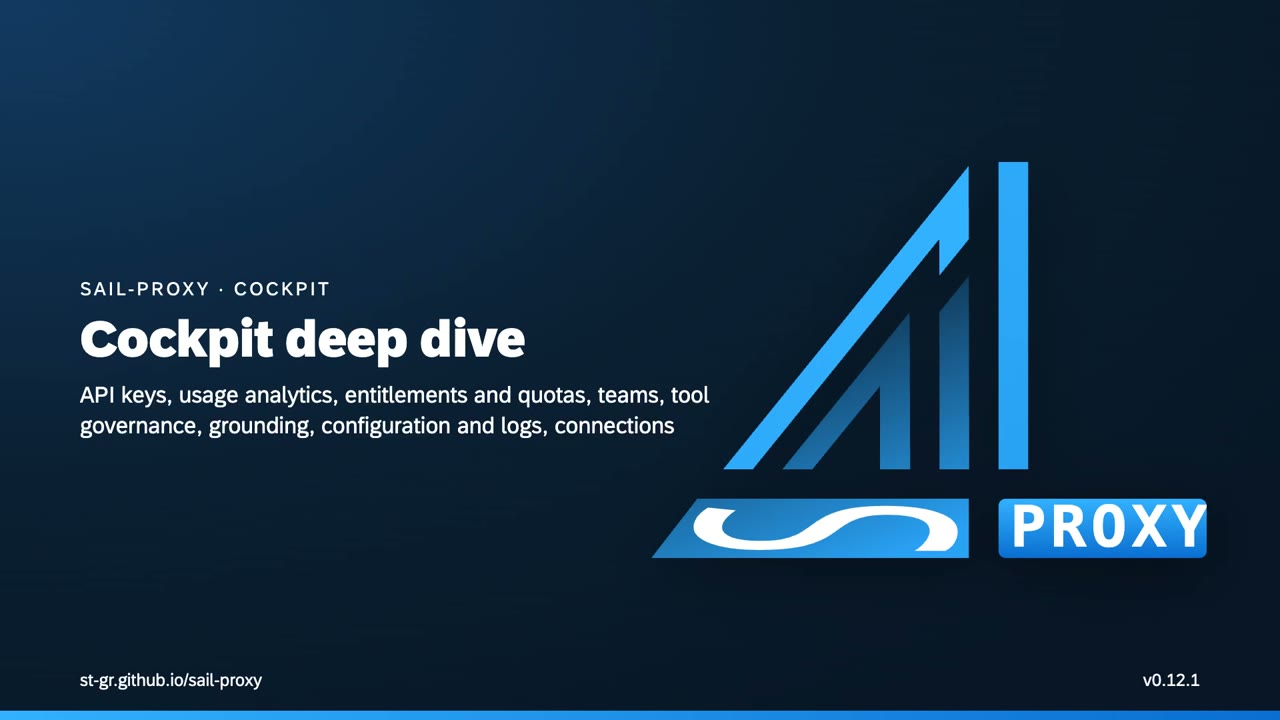 SAIL-PROXY · COCKPIT
Cockpit deep dive
API keys, usage analytics, entitlements and quotas, teams, tool
governance, grounding, configuration and logs, connections
S PROXY
st-gr.github.io/sail-proxy
v0.12.1